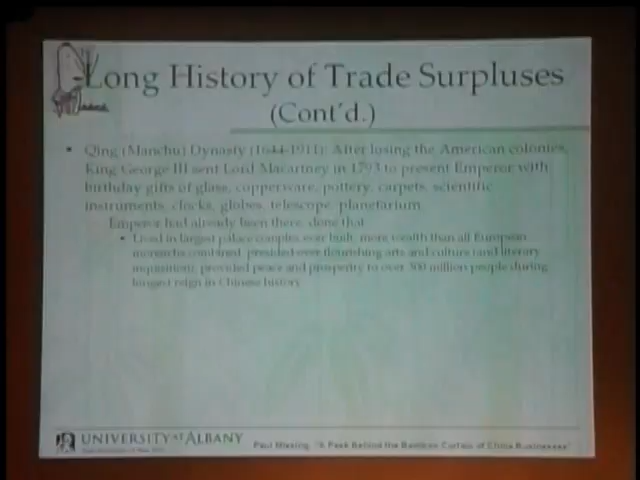 Long History of Trade Surpluses
(Cont'd.)
• Qing (Manchu) Dynasty (1644-1911): After losing the American colonies,
King George III sent Lord Macartney in 1793 to present Emperor with
birthday gifts of glass, copperware, pottery, carpets, scientific
instruments, clocks, globes, telescope, planetarium
Emperor had already been there, done that
• Lived in largest palace complex ever built, more wealth than all European
monarchs combined, presided over flourishing arts and culture (and literary
inquisition), provided peace and prosperity to over 300 million people during
longest reign in Chinese history
UNIVERSITY AT ALBANY
Paul Miesing "A Peek Behind the Bamboo Curtain of China Businesses"